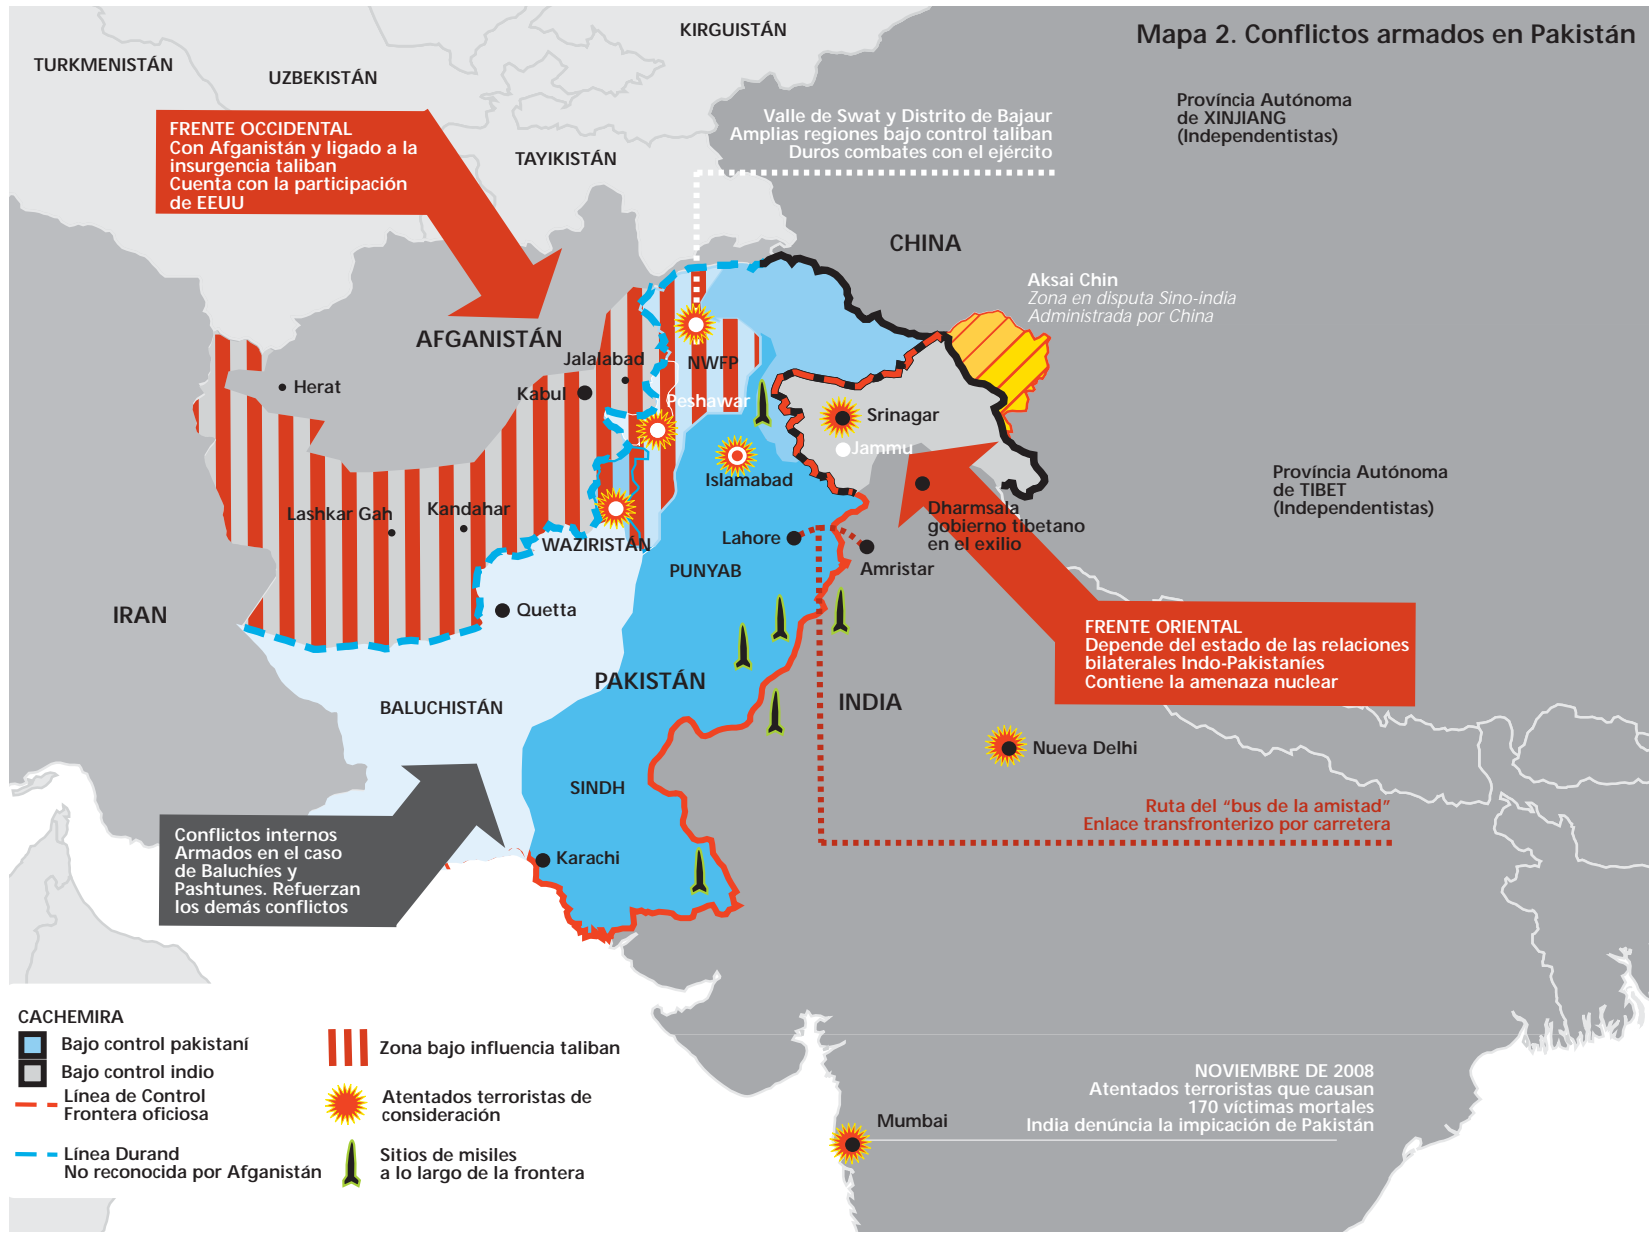 Mapa 2. Conflictos armados en Pakistán
KIRGUISTÁN
TURKMENISTÁN
UZBEKISTÁN
TAYIKISTÁN
FRENTE OCCIDENTAL
Con Afganistán y ligado a la
insurgencia taliban
Cuenta con la participación
de EEUU
Valle de Swat y Distrito de Bajaur
Amplias regiones bajo control taliban
Duros combates con el ejército
Província Autónoma
de XINJIANG
(Independentistas)
CHINA
Aksai Chin
Zona en disputa Sino-india
Administrada por China
AFGANISTÁN
Jalalabad
NWFP
Herat
Kabul
Peshawar
Srinagar
Jammu
Islamabad
Província Autónoma
de TIBET
(Independentistas)
Lashkar Gah
Kandahar
Dharmsala
gobierno tibetano
en el exilio
WAZIRISTÁN
Lahore
Amristar
PUNYAB
IRAN
Quetta
FRENTE ORIENTAL
Depende del estado de las relaciones
bilaterales Indo-Pakistaníes
Contiene la amenaza nuclear
PAKISTÁN
INDIA
BALUCHISTÁN
Nueva Delhi
SINDH
Ruta del “bus de la amistad”
Enlace transfronterizo por carretera
Conflictos internos
Armados en el caso
de Baluchíes y
Pashtunes. Refuerzan
los demás conflictos
Karachi
CACHEMIRA
Bajo control pakistaní
Bajo control indio
Línea de Control
Frontera oficiosa
Línea Durand
No reconocida por Afganistán
Zona bajo influencia taliban
Atentados terroristas de
consideración
Sitios de misiles
a lo largo de la frontera
NOVIEMBRE DE 2008
Atentados terroristas que causan
170 víctimas mortales
India denúncia la impicación de Pakistán
Mumbai